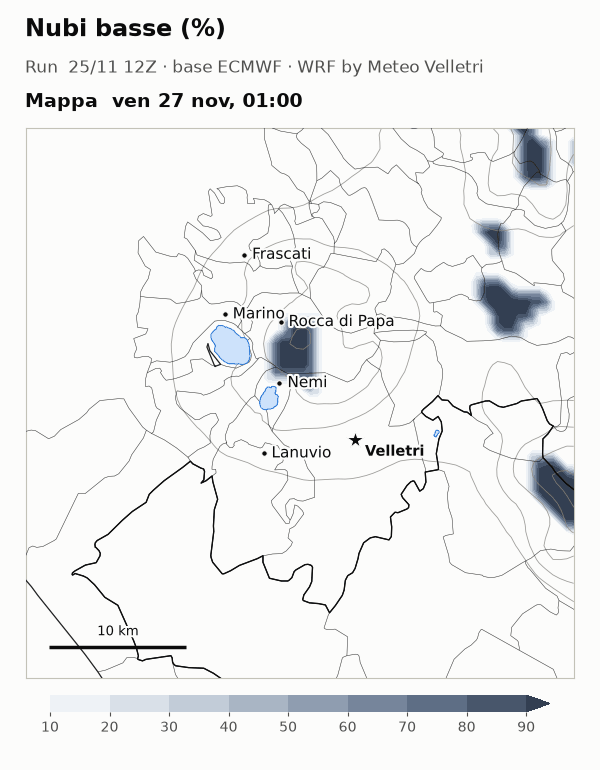 Nubi basse (%)
Run  25/11 12Z · base ECMWF · WRF by Meteo Velletri
Mappa  ven 27 nov, 01:00
Frascati
Marino
Rocca di Papa
Nemi
Velletri
Lanuvio
10 km
10 20 30 40 50 60 70 80 90